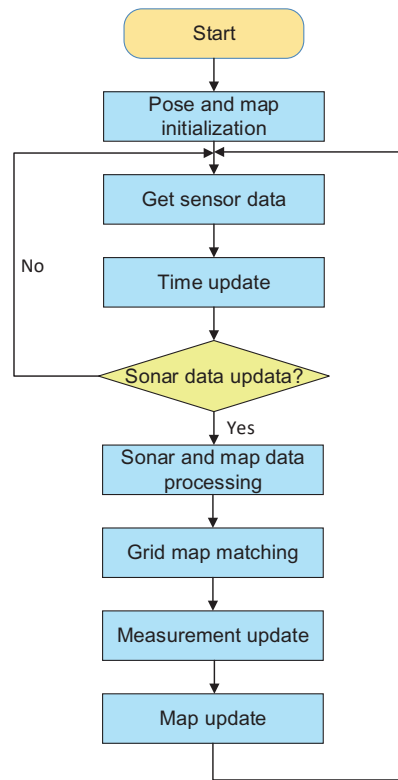 Start
Pose and map
initialization
Get sensor data
No
Time update
Sonar data updata?
Yes
Sonar and map data
processing
Grid map matching
Measurement update
Map update